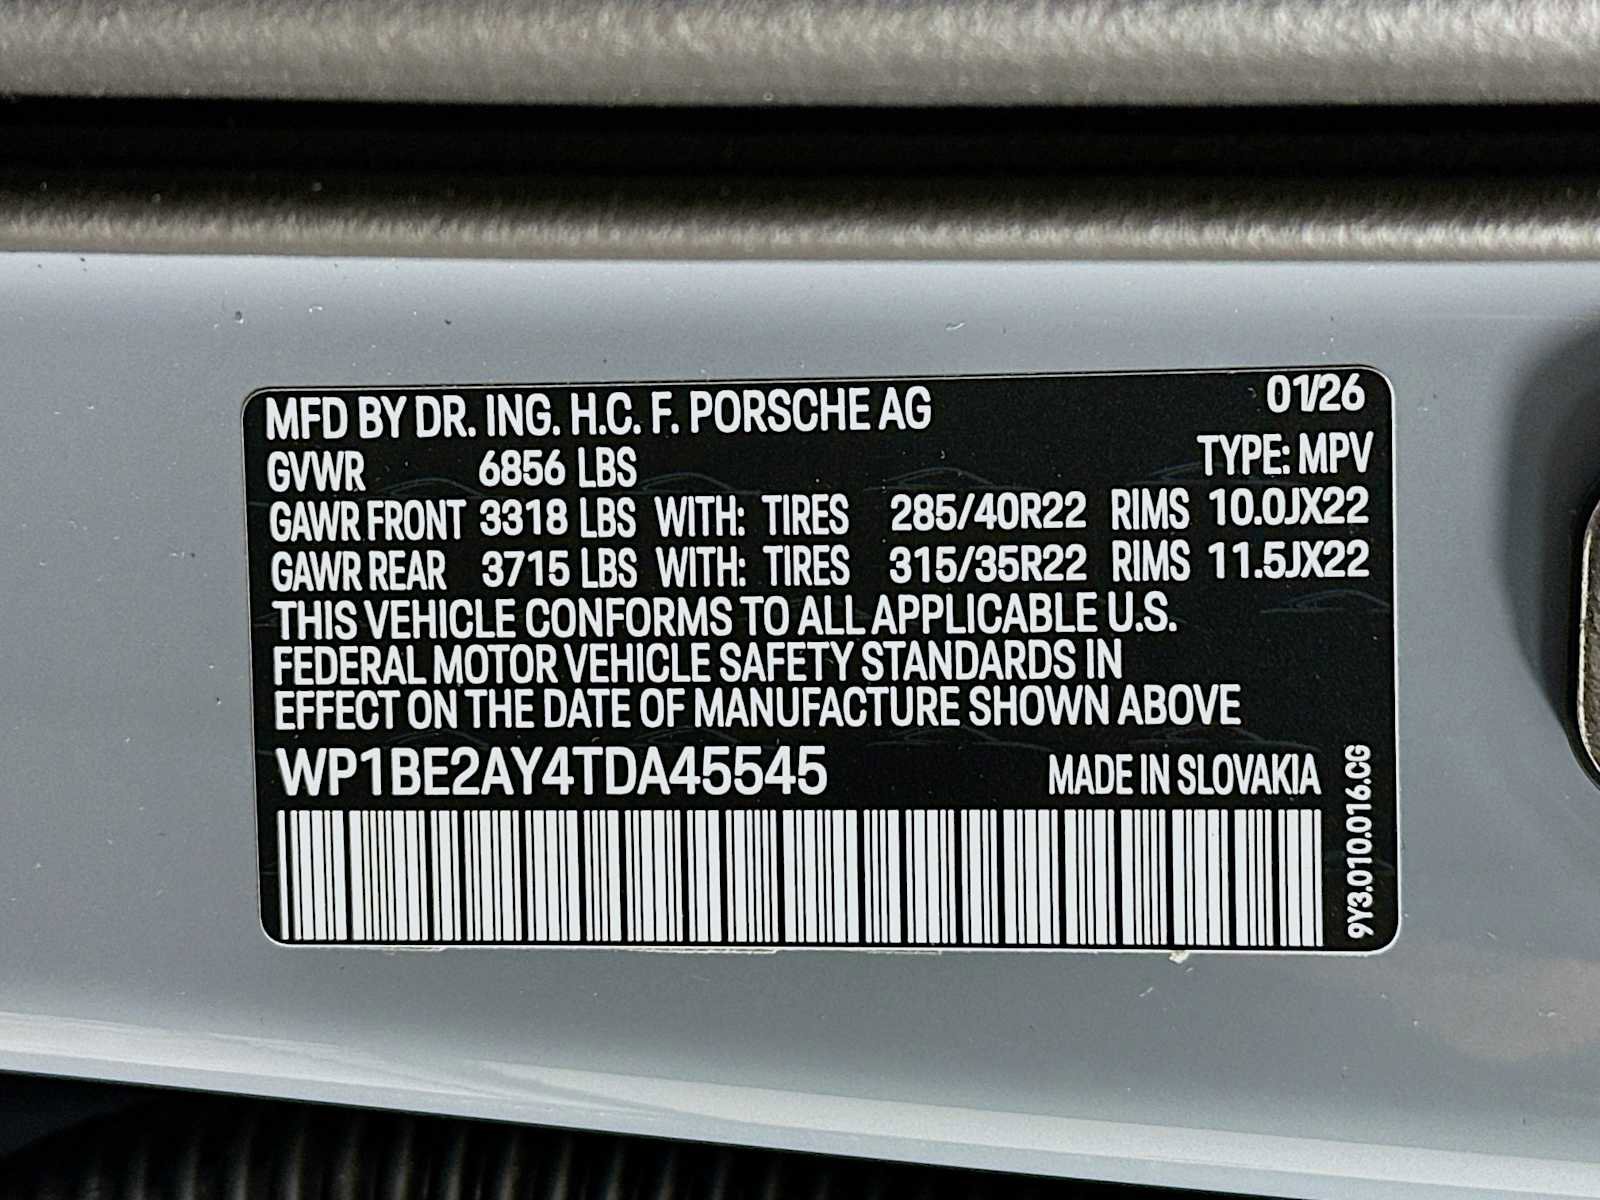 MFD BY DR. ING. H.C. F. PORSCHE AG 01/26
GVWR 6856 LBS TYPE: MPV
GAWR FRONT 3318 LBS WITH: TIRES 285/40R22 RIMS 10.0JX22
GAWR REAR 3715 LBS WITH: TIRES 315/35R22 RIMS 11.5JX22
THIS VEHICLE CONFORMS TO ALL APPLICABLE U.S.
FEDERAL MOTOR VEHICLE SAFETY STANDARDS IN
EFFECT ON THE DATE OF MANUFACTURE SHOWN ABOVE
WP1BE2AY4TDA45545 MADE IN SLOVAKIA
9Y3.010.016.CG